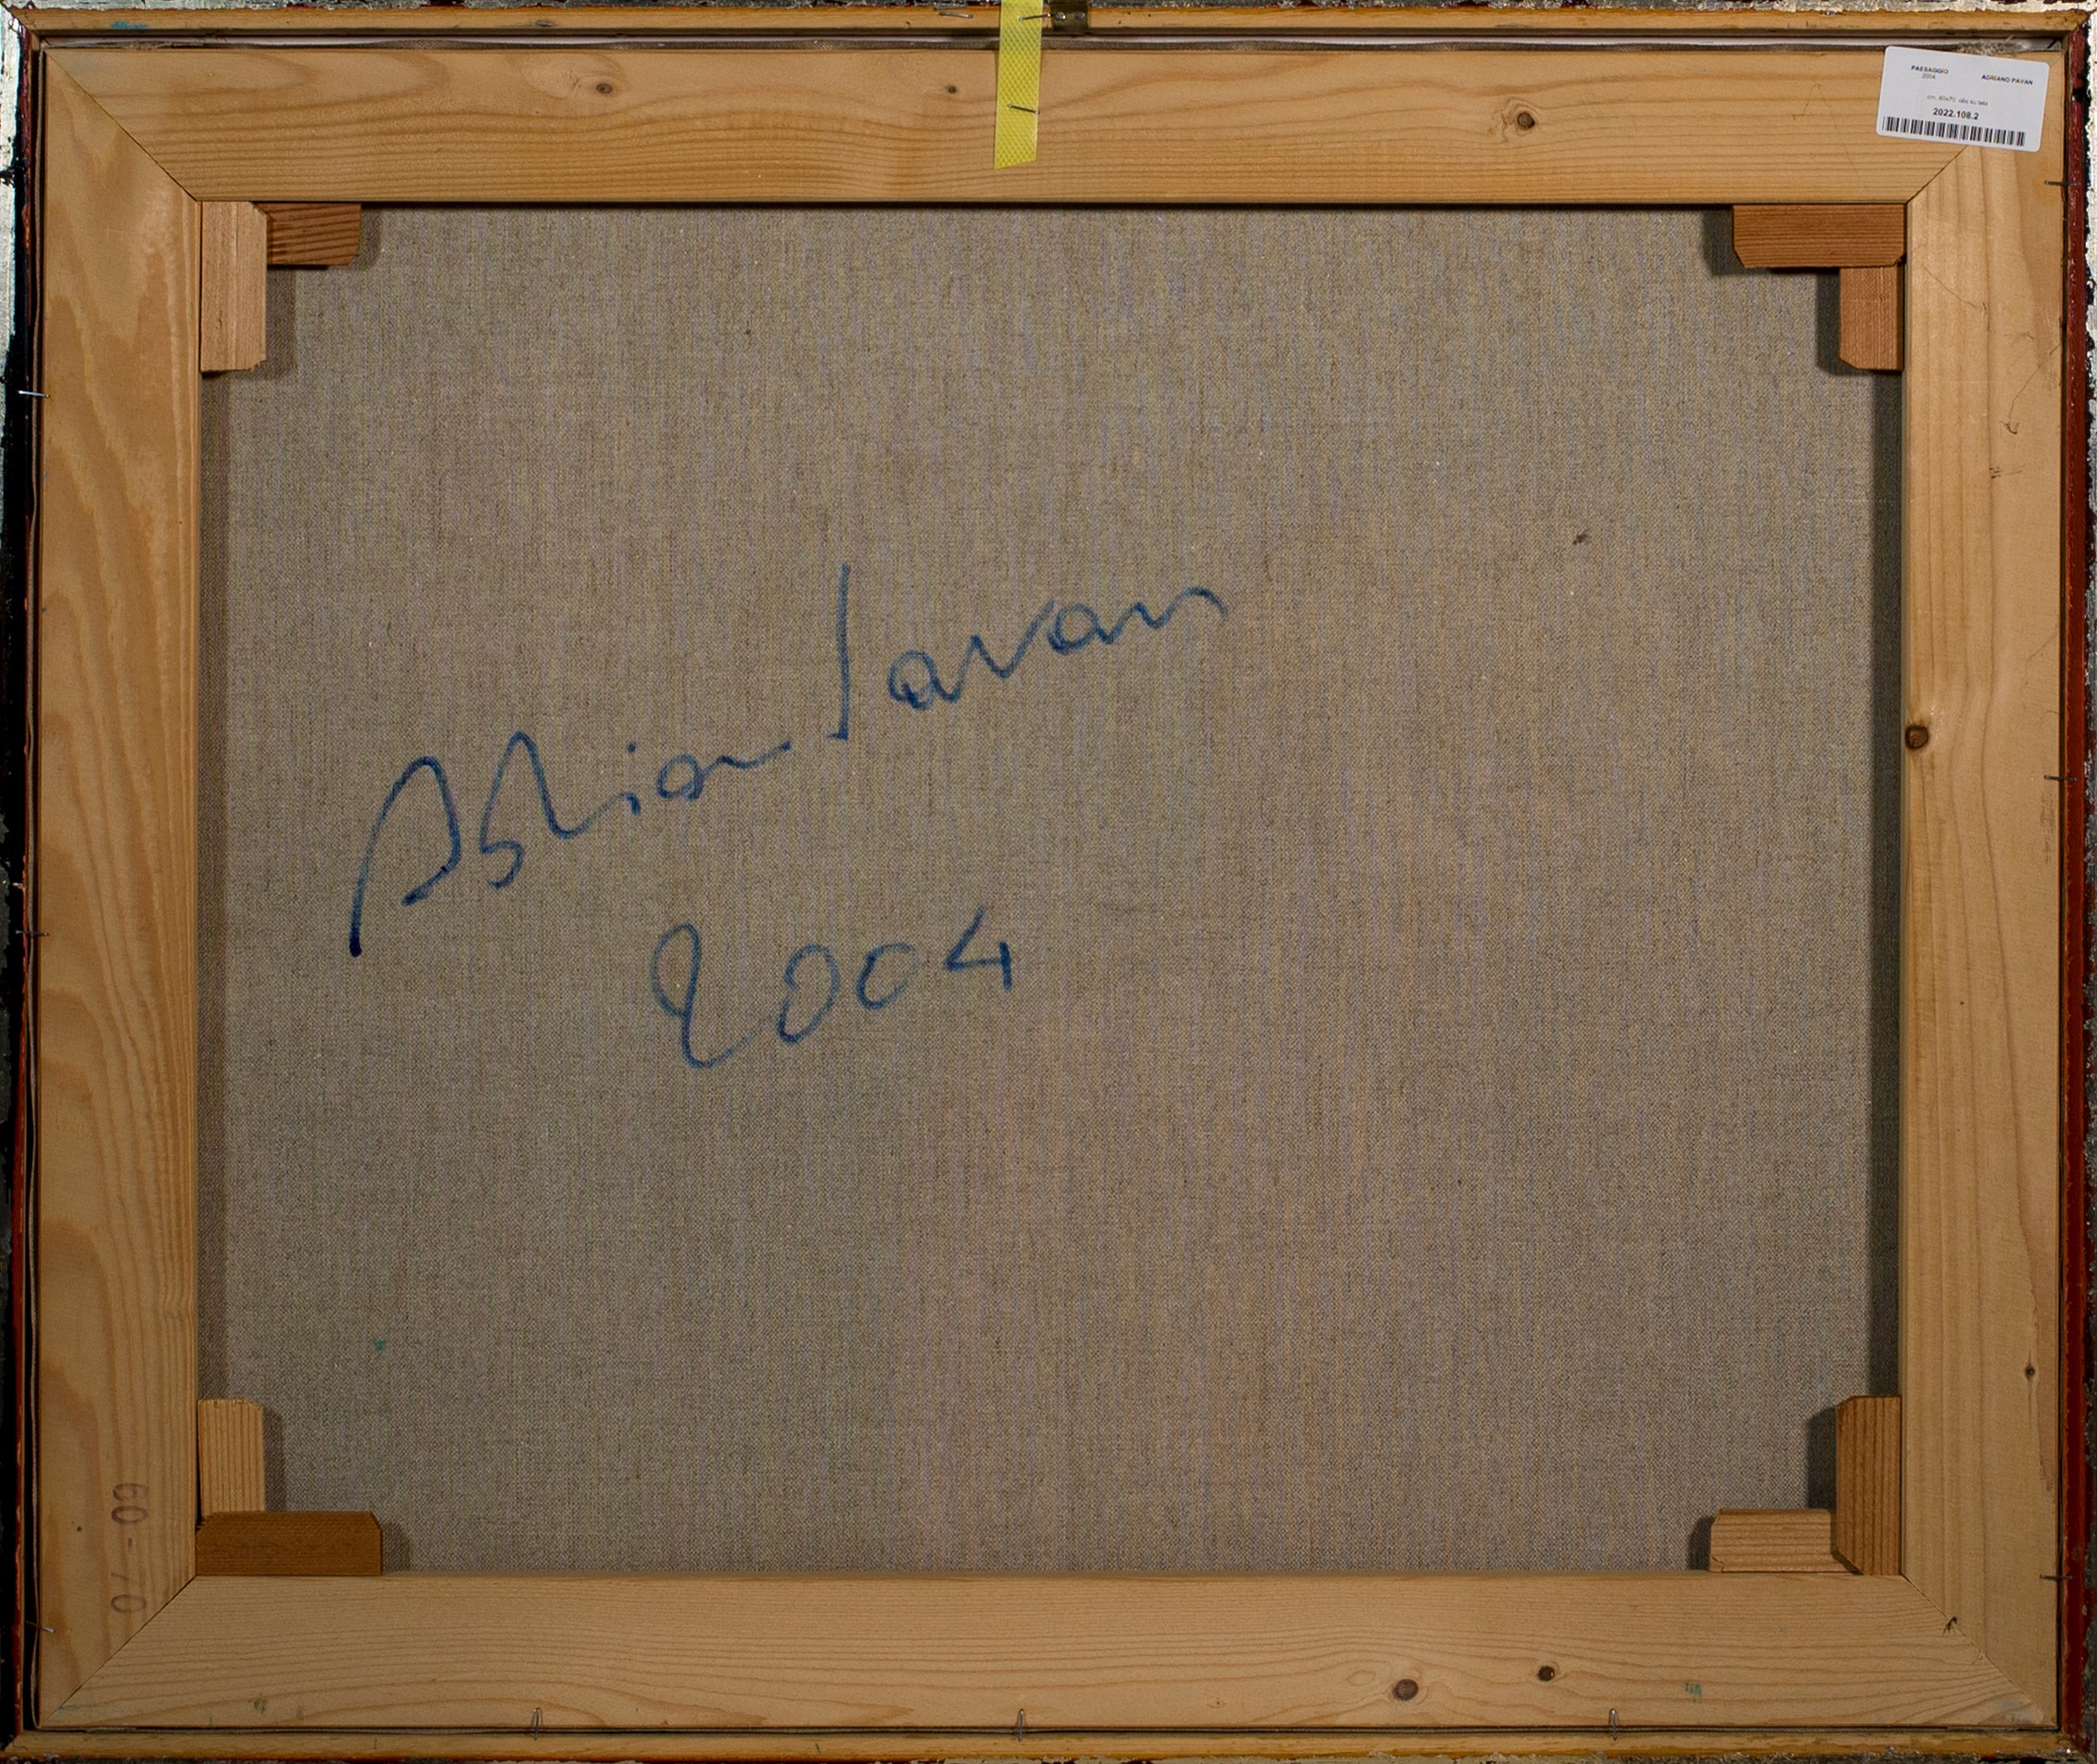 PAESAGGIO ADRIANO PAVAN
2004
cm. 60x70 olio su tela
2022.108.2
Adriano Pavan
2004
60-70